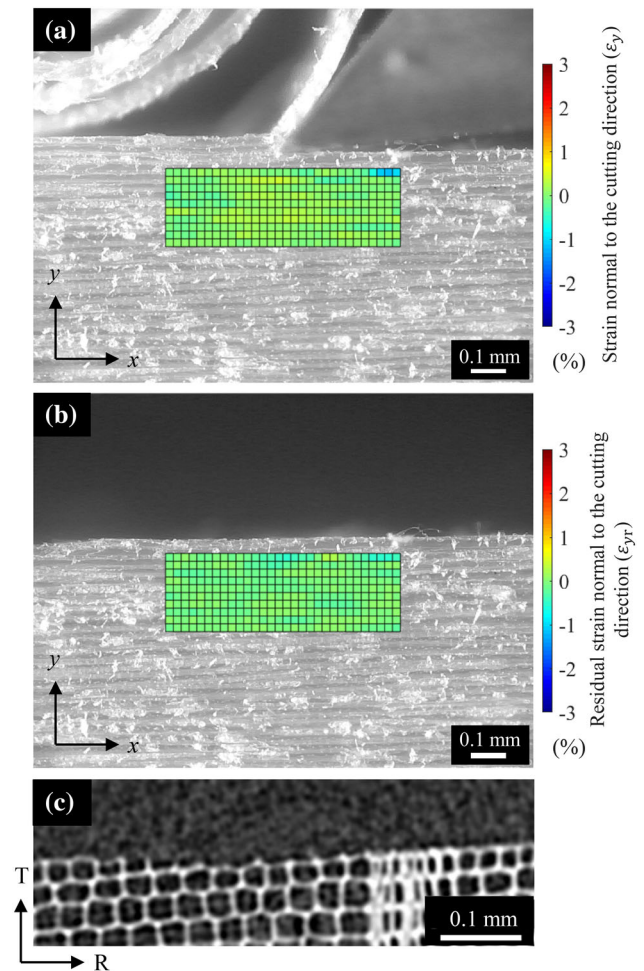 (a)
3
2
1
0
-1
-2
-3
(%)
Strain normal to the cutting direction (εy)
y
x
0.1 mm
(b)
3
2
1
0
-1
-2
-3
(%)
Residual strain normal to the cutting
direction (εyr)
y
x
0.1 mm
(c)
T
R
0.1 mm